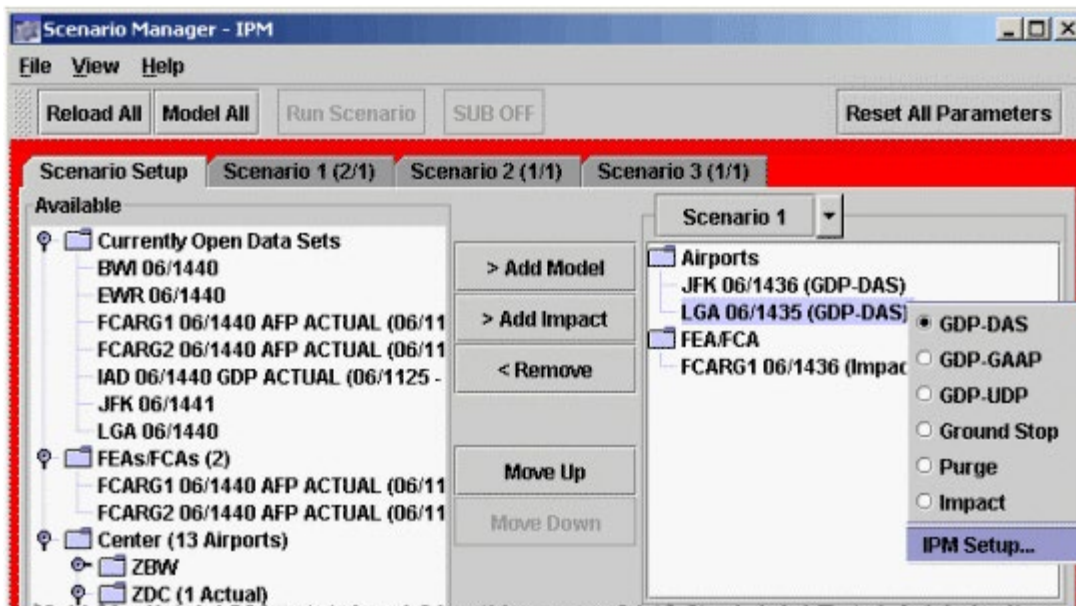 Scenario Manager - IPM
File View Help
Reload All Model All Run Scenario SUB OFF Reset All Parameters
Scenario Setup Scenario 1 (2/1) Scenario 2 (1/1) Scenario 3 (1/1)
Available
Currently Open Data Sets
BWI 06/1440
EWR 06/1440
FCARG1 06/1440 AFP ACTUAL (06/11
FCARG2 06/1440 AFP ACTUAL (06/11
IAD 06/1440 GDP ACTUAL (06/1125 -
JFK 06/1441
LGA 06/1440
FEAs/FCAs (2)
FCARG1 06/1440 AFP ACTUAL (06/11
FCARG2 06/1440 AFP ACTUAL (06/11
Center (13 Airports)
ZBW
ZDC (1 Actual)
> Add Model
> Add Impact
< Remove
Move Up
Move Down
Scenario 1
Airports
JFK 06/1436 (GDP-DAS)
LGA 06/1435 (GDP-DAS)
FEA/FCA
FCARG1 06/1436 (Impac
GDP-DAS
GDP-GAAP
GDP-UDP
Ground Stop
Purge
Impact
IPM Setup...